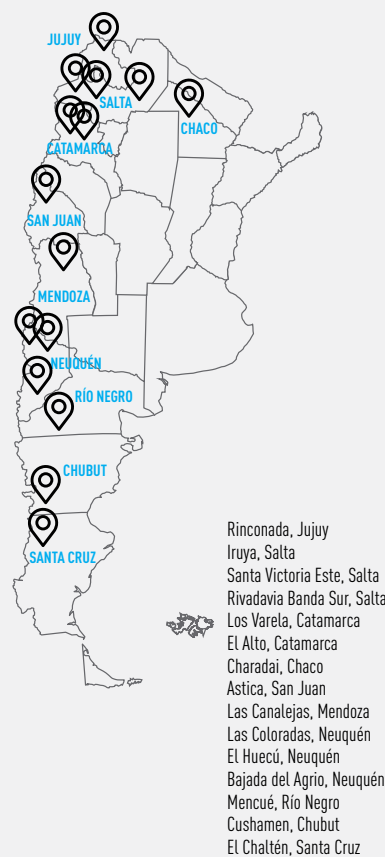 JUJUY
SALTA
CHACO
CATAMARCA
SAN JUAN
MENDOZA
NEUQUÉN
RÍO NEGRO
CHUBUT
SANTA CRUZ
Rinconada, Jujuy
Iruya, Salta
Santa Victoria Este, Salta
Rivadavia Banda Sur, Salta
Los Varela, Catamarca
El Alto, Catamarca
Charadai, Chaco
Astica, San Juan
Las Canalejas, Mendoza
Las Coloradas, Neuquén
El Huecú, Neuquén
Bajada del Agrio, Neuquén
Mencué, Río Negro
Cushamen, Chubut
El Chaltén, Santa Cruz